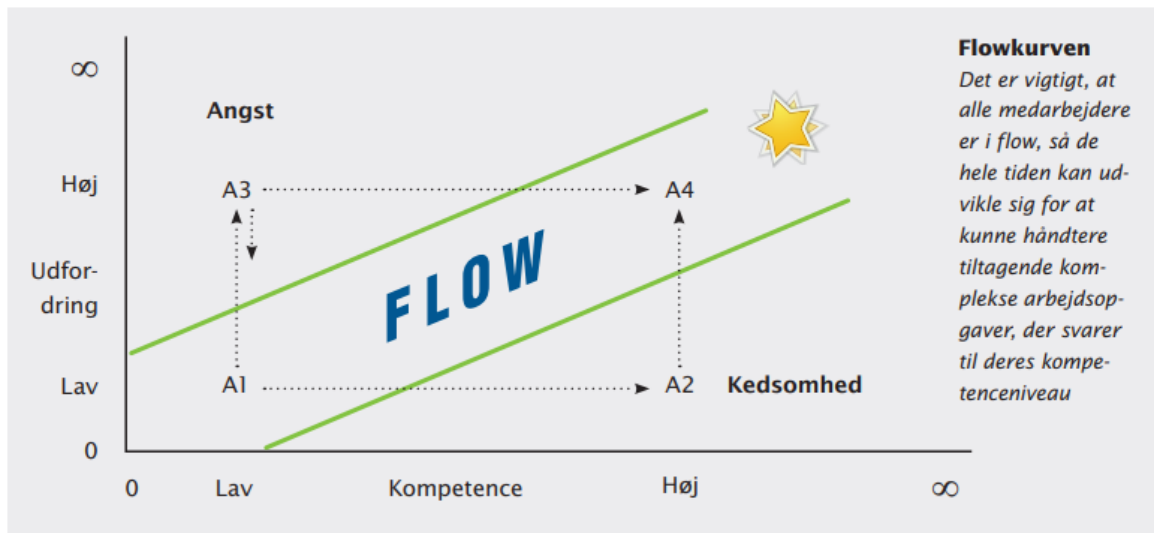 Flowkurven
Det er vigtigt, at
alle medarbejdere
er i flow, så de
hele tiden kan ud-
vikle sig for at
kunne håndtere
tiltagende kom-
plekse arbejdsop-
gaver, der svarer
til deres kompe-
tenceniveau
∞
Angst
Høj
A3
A4
Udfor-
dring
FLOW
Lav
A1
A2
Kedsomhed
0
0
Lav
Kompetence
Høj
∞